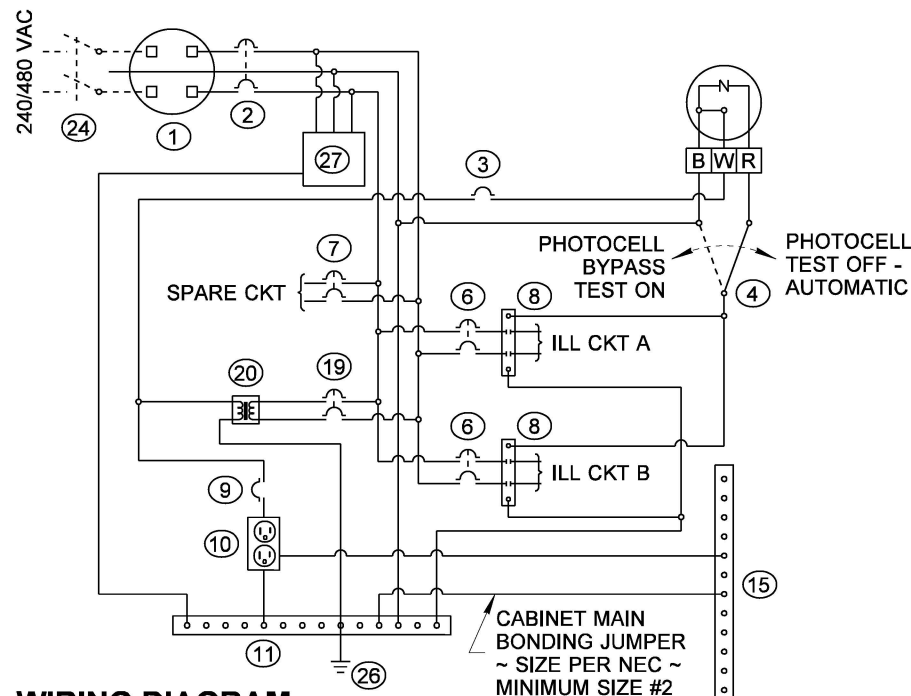 240/480 VAC
24
1
2
27
3
N
B W R
7
SPARE CKT
PHOTOCELL
BYPASS
TEST ON
PHOTOCELL
TEST OFF -
AUTOMATIC
4
6
8
ILL CKT A
20
19
6
8
ILL CKT B
9
10
15
11
26
CABINET MAIN
BONDING JUMPER
~ SIZE PER NEC ~
MINIMUM SIZE #2
WIRING DIAGRAM